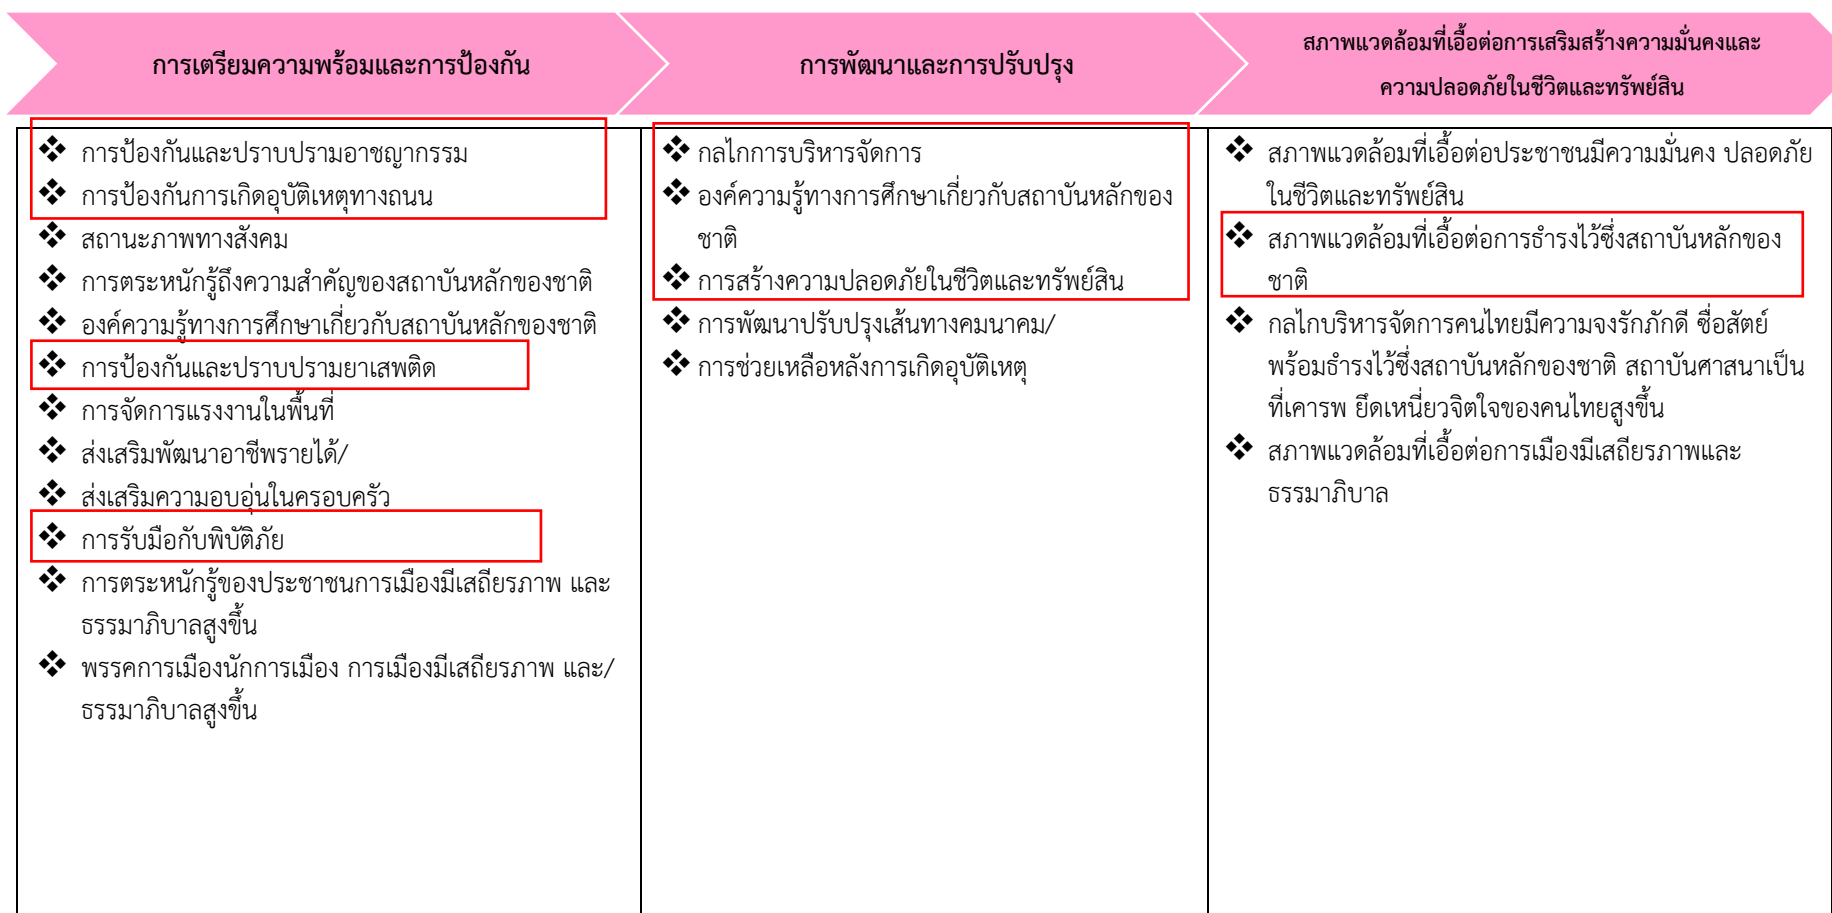 การเตรียมความพร้อมและการป้องกัน
การพัฒนาและการปรับปรุง
สภาพแวดล้อมที่เอื้อต่อการเสริมสร้างความมั่นคงและ
ความปลอดภัยในชีวิตและทรัพย์สิน
❖ การป้องกันและปราบปรามอาชญากรรม
❖ การป้องกันการเกิดอุบัติเหตุทางถนน
❖ สถานะภาพทางสังคม
❖ การตระหนักรู้ถึงความสำคัญของสถาบันหลักของชาติ
❖ องค์ความรู้ทางการศึกษาเกี่ยวกับสถาบันหลักของชาติ
❖ การป้องกันและปราบปรามยาเสพติด
❖ การจัดการแรงงานในพื้นที่
❖ ส่งเสริมพัฒนาอาชีพรายได้/
❖ ส่งเสริมความอบอุ่นในครอบครัว
❖ การรับมือกับพิบัติภัย
❖ การตระหนักรู้ของประชาชนการเมืองมีเสถียรภาพ และ
ธรรมาภิบาลสูงขึ้น
❖ พรรคการเมืองนักการเมือง การเมืองมีเสถียรภาพ และ/
ธรรมาภิบาลสูงขึ้น
❖ กลไกการบริหารจัดการ
❖ องค์ความรู้ทางการศึกษาเกี่ยวกับสถาบันหลักของ
ชาติ
❖ การสร้างความปลอดภัยในชีวิตและทรัพย์สิน
❖ การพัฒนาปรับปรุงเส้นทางคมนาคม/
❖ การช่วยเหลือหลังการเกิดอุบัติเหตุ
❖ สภาพแวดล้อมที่เอื้อต่อประชาชนมีความมั่นคง ปลอดภัย
ในชีวิตและทรัพย์สิน
❖ สภาพแวดล้อมที่เอื้อต่อการธำรงไว้ซึ่งสถาบันหลักของ
ชาติ
❖ กลไกบริหารจัดการคนไทยมีความจงรักภักดี ซื่อสัตย์
พร้อมธำรงไว้ซึ่งสถาบันหลักของชาติ สถาบันศาสนาเป็น
ที่เคารพ ยึดเหนี่ยวจิตใจของคนไทยสูงขึ้น
❖ สภาพแวดล้อมที่เอื้อต่อการเมืองมีเสถียรภาพและ
ธรรมาภิบาล